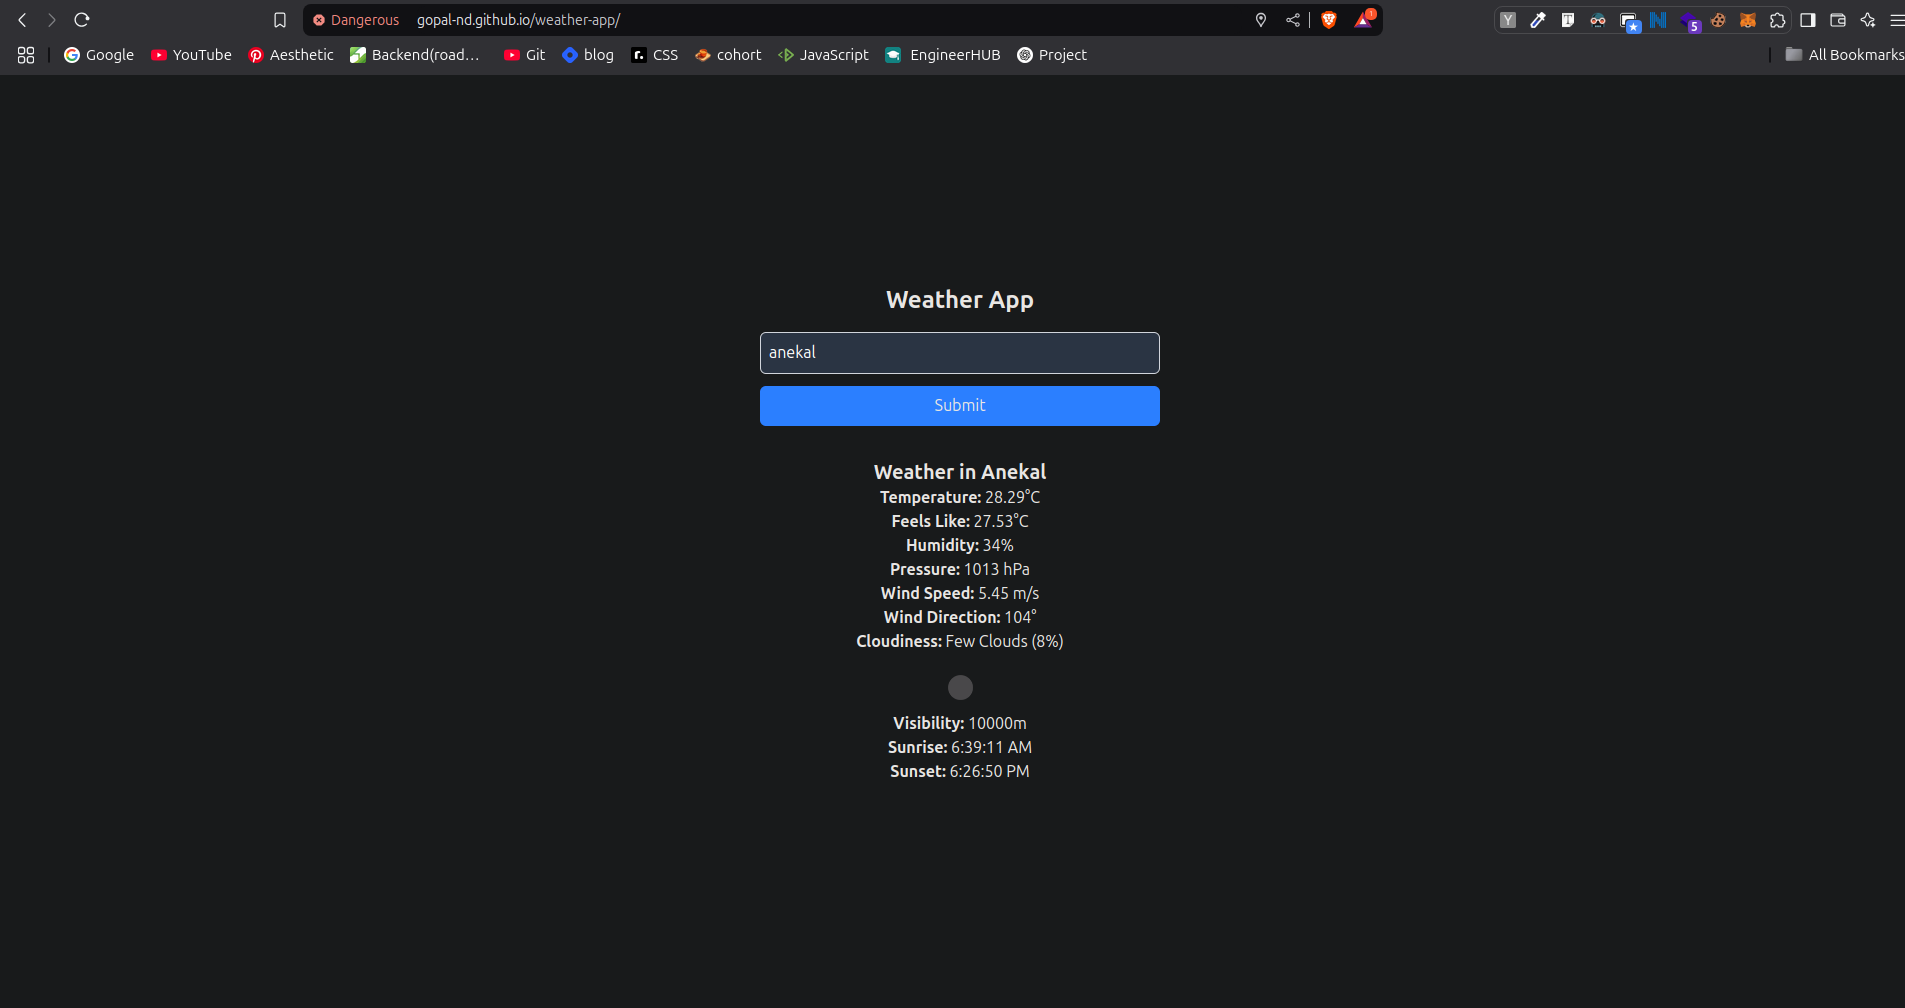 Dangerous gopal-nd.github.io/weather-app/
1
Y T N 5
Google YouTube Aesthetic Backend(road... Git blog CSS cohort JavaScript EngineerHUB Project All Bookmarks
Weather App
anekal
Submit
Weather in Anekal
Temperature: 28.29°C
Feels Like: 27.53°C
Humidity: 34%
Pressure: 1013 hPa
Wind Speed: 5.45 m/s
Wind Direction: 104°
Cloudiness: Few Clouds (8%)
Visibility: 10000m
Sunrise: 6:39:11 AM
Sunset: 6:26:50 PM